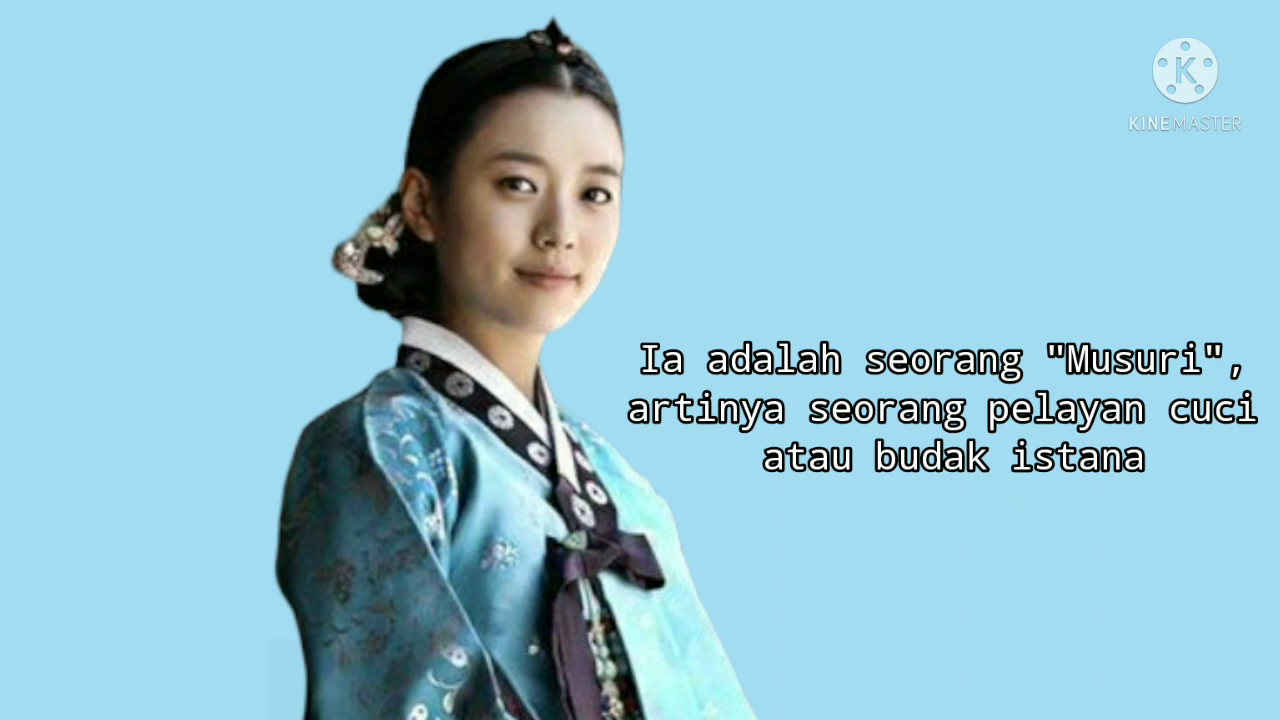 K
KINEMASTER
Ia adalah seorang "Musuri",
artinya seorang pelayan cuci
atau budak istana